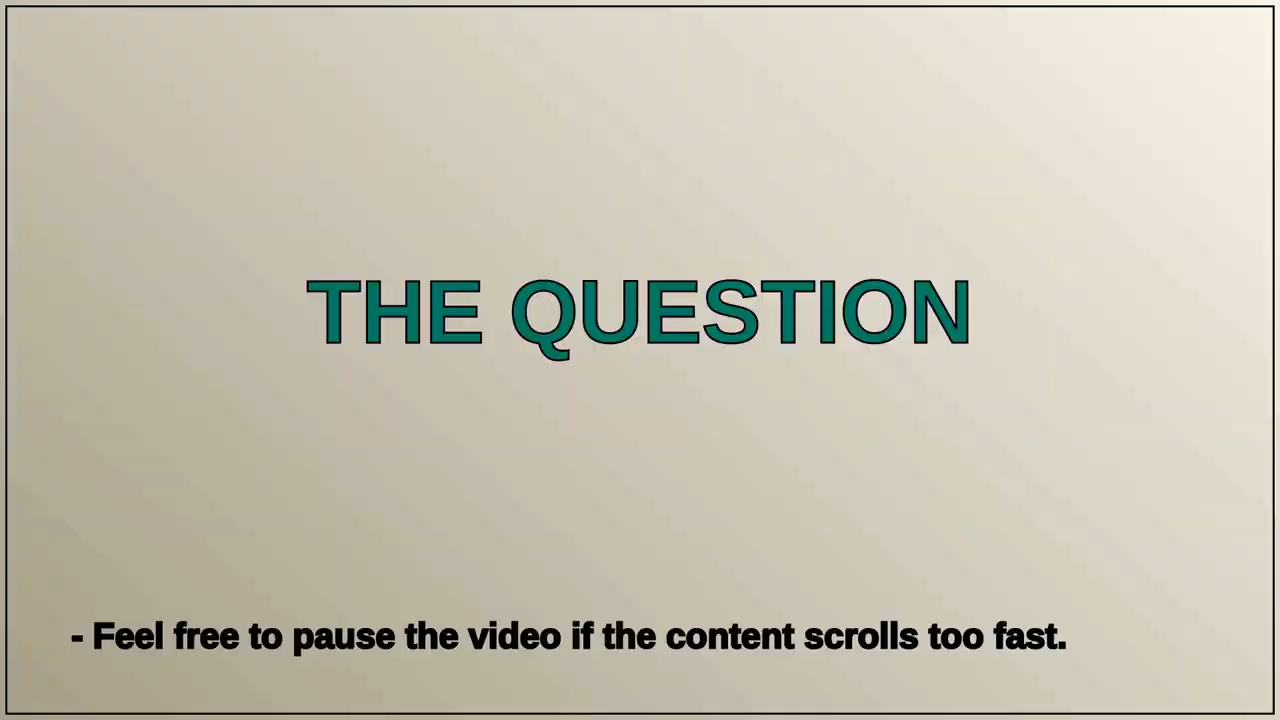 THE QUESTION
- Feel free to pause the video if the content scrolls too fast.